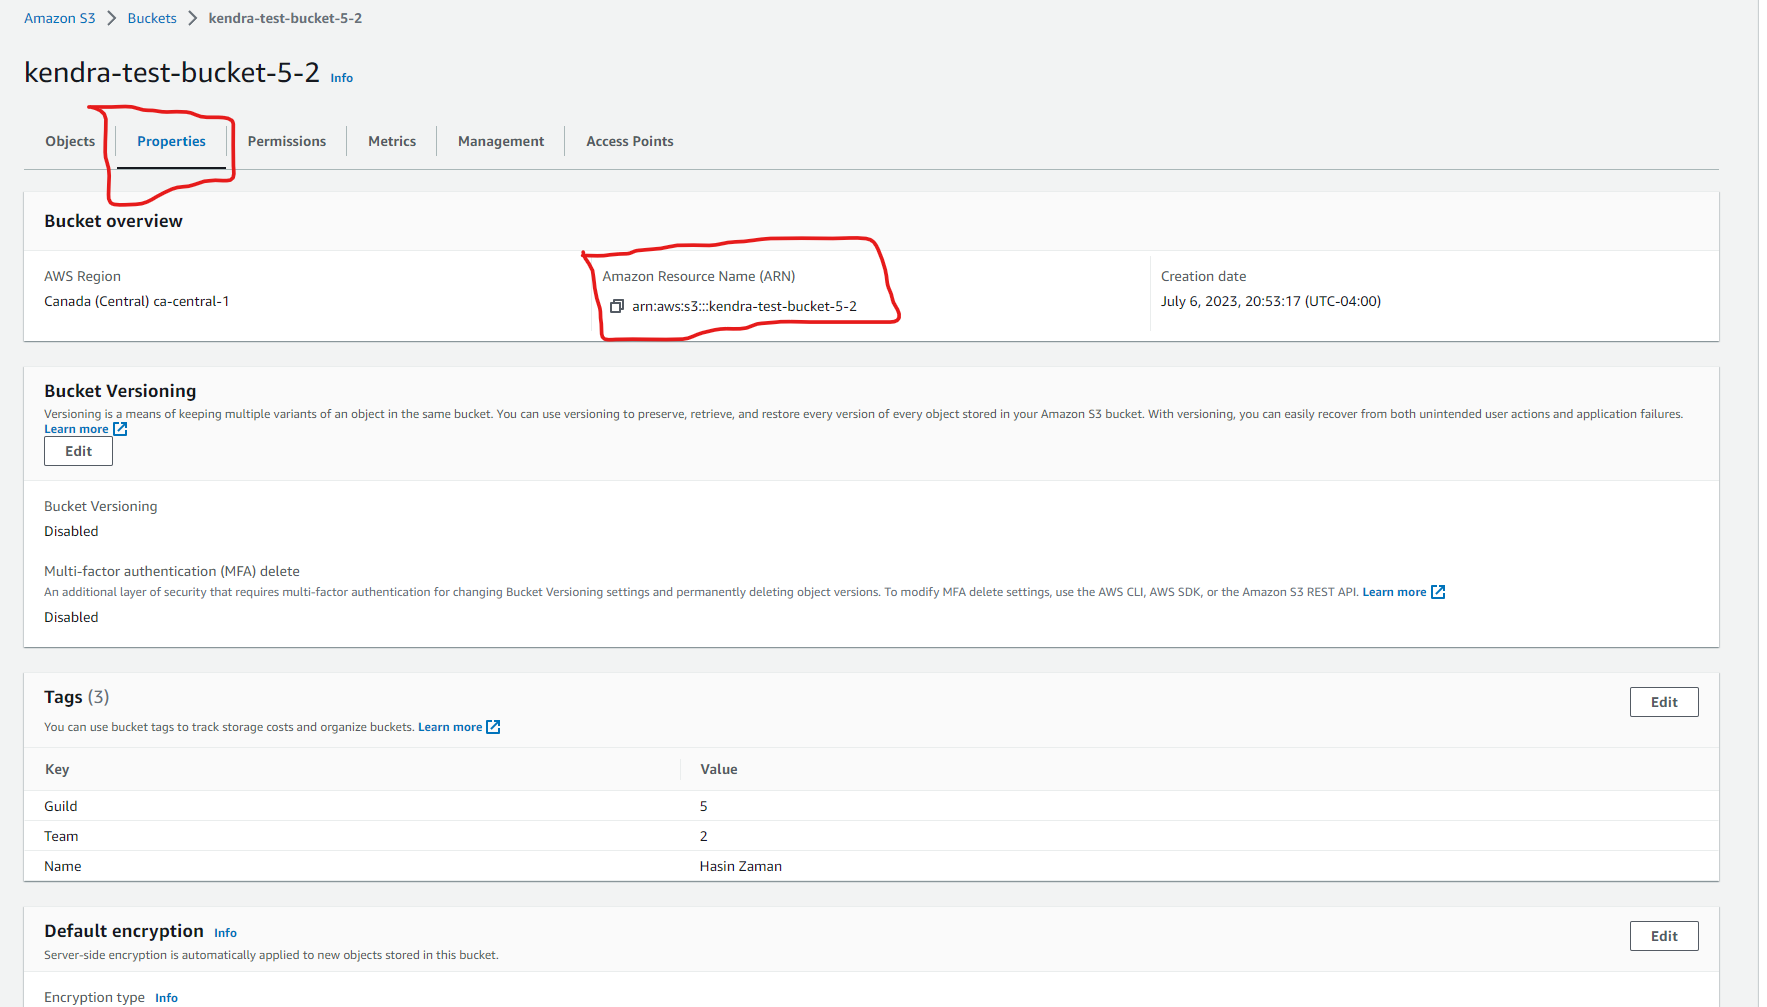 Amazon S3 > Buckets > kendra-test-bucket-5-2
kendra-test-bucket-5-2 Info
Objects Properties Permissions Metrics Management Access Points
Bucket overview
AWS Region
Canada (Central) ca-central-1
Amazon Resource Name (ARN)
arn:aws:s3:::kendra-test-bucket-5-2
Creation date
July 6, 2023, 20:53:17 (UTC-04:00)
Bucket Versioning
Versioning is a means of keeping multiple variants of an object in the same bucket. You can use versioning to preserve, retrieve, and restore every version of every object stored in your Amazon S3 bucket. With versioning, you can easily recover from both unintended user actions and application failures.
Learn more
Edit
Bucket Versioning
Disabled
Multi-factor authentication (MFA) delete
An additional layer of security that requires multi-factor authentication for changing Bucket Versioning settings and permanently deleting object versions. To modify MFA delete settings, use the AWS CLI, AWS SDK, or the Amazon S3 REST API. Learn more
Disabled
Tags (3)
Edit
You can use bucket tags to track storage costs and organize buckets. Learn more
Key Value
Guild 5
Team 2
Name Hasin Zaman
Default encryption Info
Edit
Server-side encryption is automatically applied to new objects stored in this bucket.
Encryption type Info